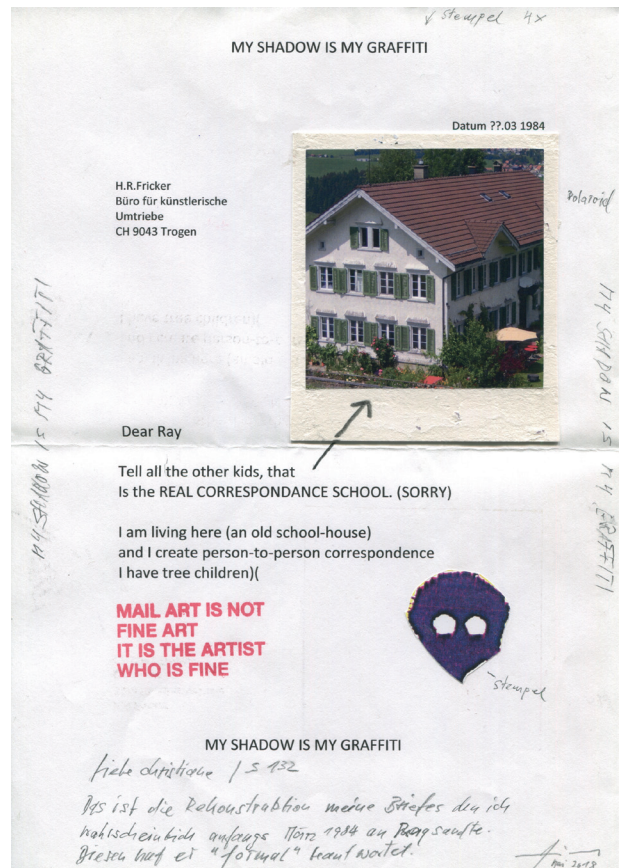 ↓ Stempel 4x
MY SHADOW IS MY GRAFFITI
Datum ??.03 1984
H.R.Fricker
Büro für künstlerische
Umtriebe
CH 9043 Trogen
Polaroid
MY SHADOW IS MY GRAFFITI
MY SHADOW IS MY GRAFFITI
Dear Ray
Tell all the other kids, that
Is the REAL CORRESPONDANCE SCHOOL. (SORRY)
I am living here (an old school-house)
and I create person-to-person correspondence
I have tree children)(
MAIL ART IS NOT
FINE ART
IT IS THE ARTIST
WHO IS FINE
stempel
MY SHADOW IS MY GRAFFITI
Liebe Christiane / S 132
Das ist die Rekonstruktion meine Briefes den ich
wahrscheinlich anfangs März 1984 an Ray sandte.
Diesen hat er "formal" beantwortet.
2018